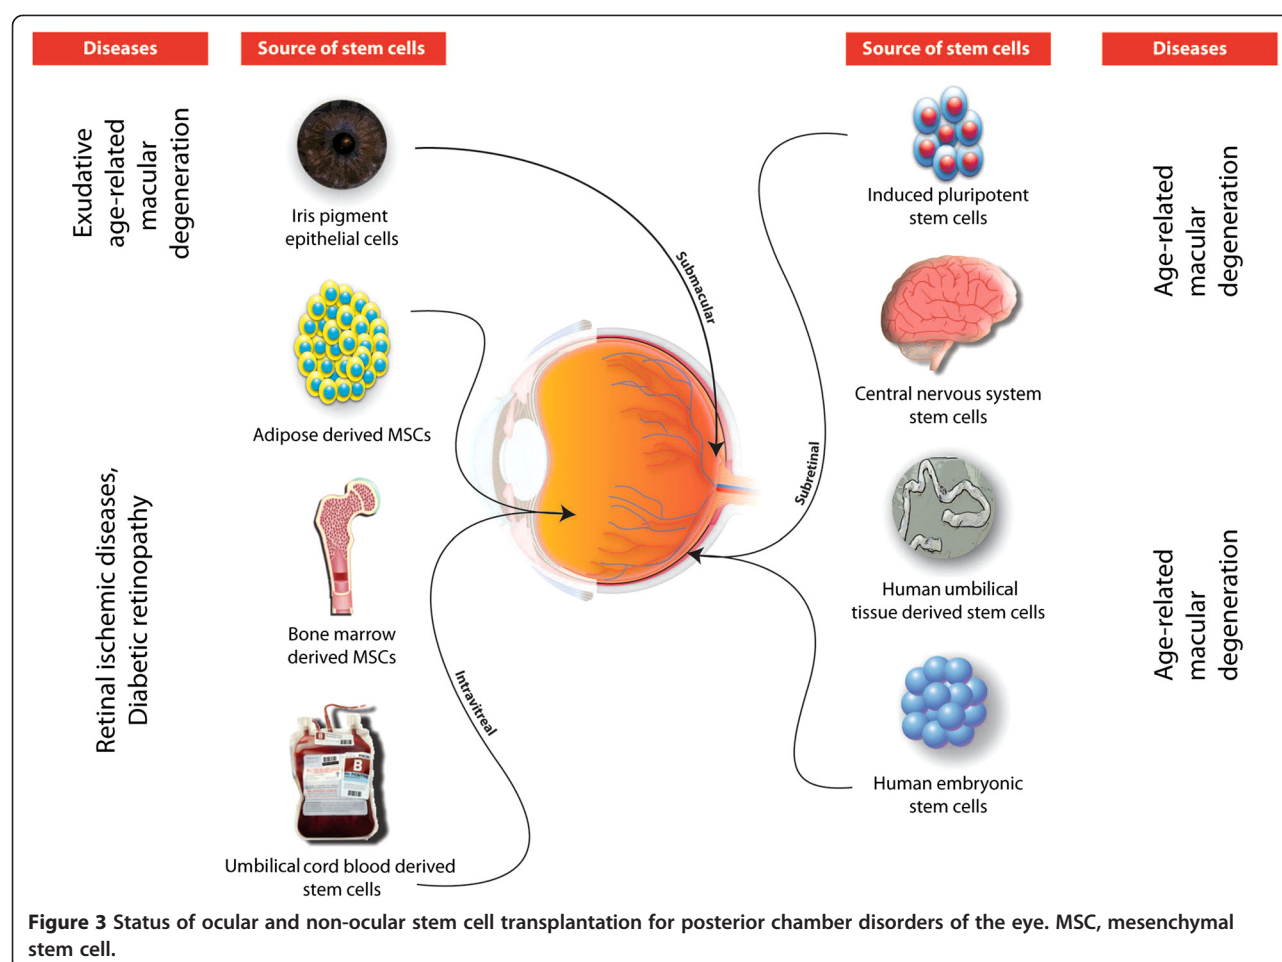 Diseases
Source of stem cells
Source of stem cells
Diseases
Exudative
age-related
macular
degeneration
Iris pigment
epithelial cells
Induced pluripotent
stem cells
Age-related
macular
degeneration
Submacular
Adipose derived MSCs
Central nervous system
stem cells
Subretinal
Retinal ischemic diseases,
Diabetic retinopathy
Bone marrow
derived MSCs
Human umbilical
tissue derived stem cells
Age-related
macular
degeneration
Intravitreal
B
Umbilical cord blood derived
stem cells
Human embryonic
stem cells
Figure 3 Status of ocular and non-ocular stem cell transplantation for posterior chamber disorders of the eye. MSC, mesenchymal
stem cell.